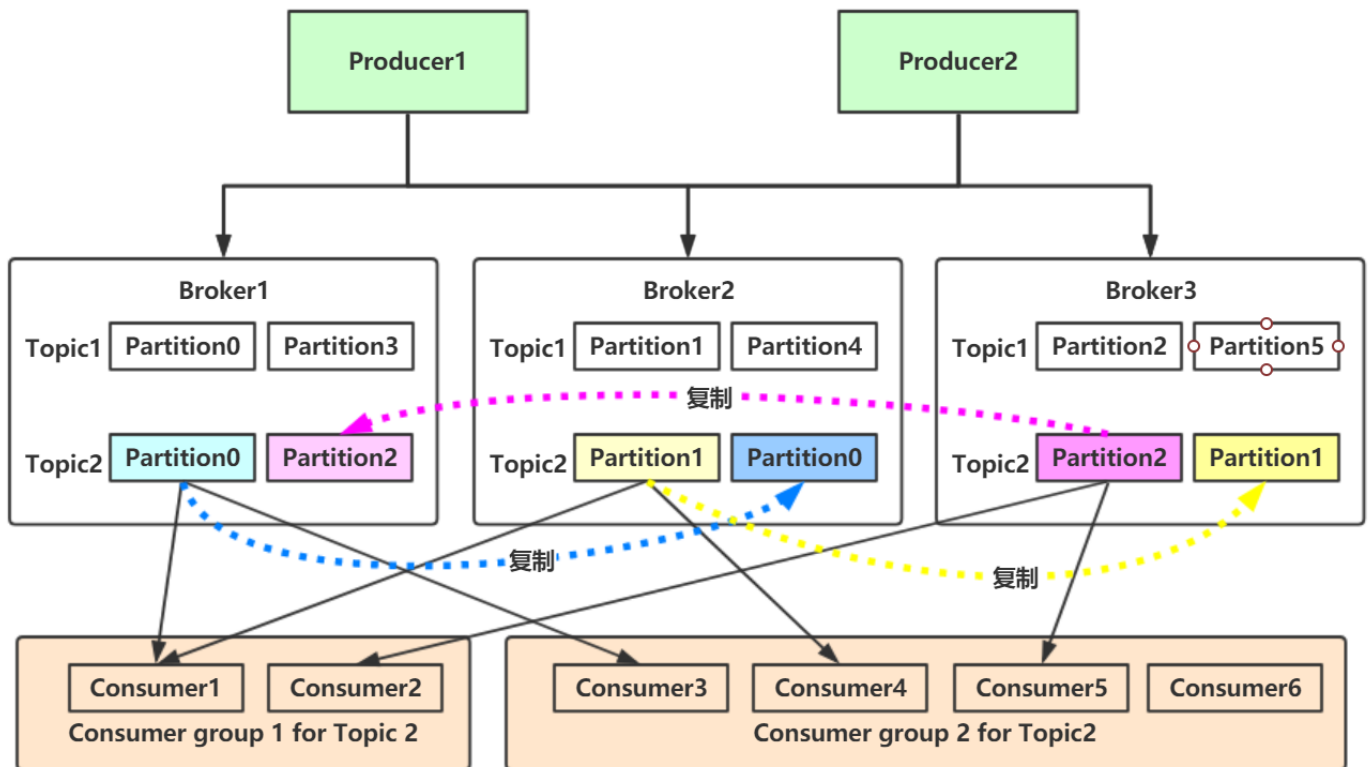 Producer1
Producer2
Broker1
Broker2
Broker3
Topic1
Partition0
Partition3
Topic1
Partition1
Partition4
Topic1
Partition2
Partition5
复制
Topic2
Partition0
Partition2
Topic2
Partition1
Partition0
Topic2
Partition2
Partition1
复制
复制
Consumer1
Consumer2
Consumer3
Consumer4
Consumer5
Consumer6
Consumer group 1 for Topic 2
Consumer group 2 for Topic2